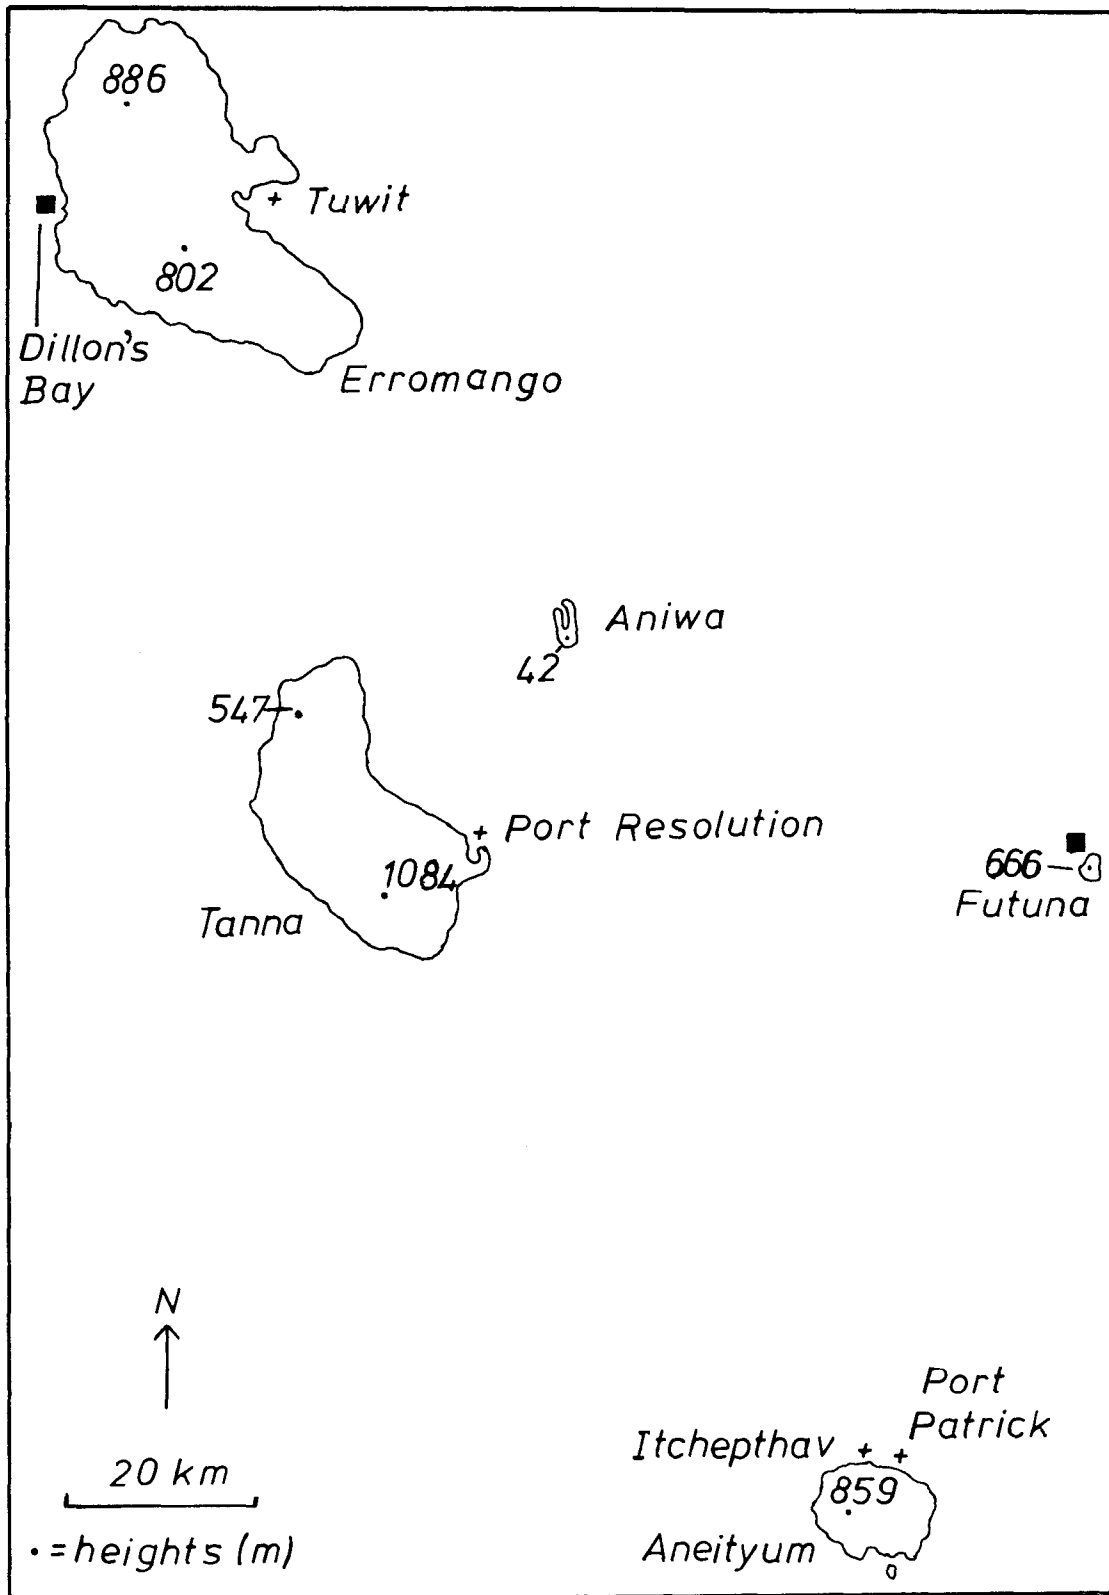 886
Tuwit
802
Dillon's
Bay
Erromango
Aniwa
42
547
Port Resolution
1084
Tanna
666
Futuna
N
Port
Patrick
Itchepthav
20 km
859
Aneityum
• = heights (m)